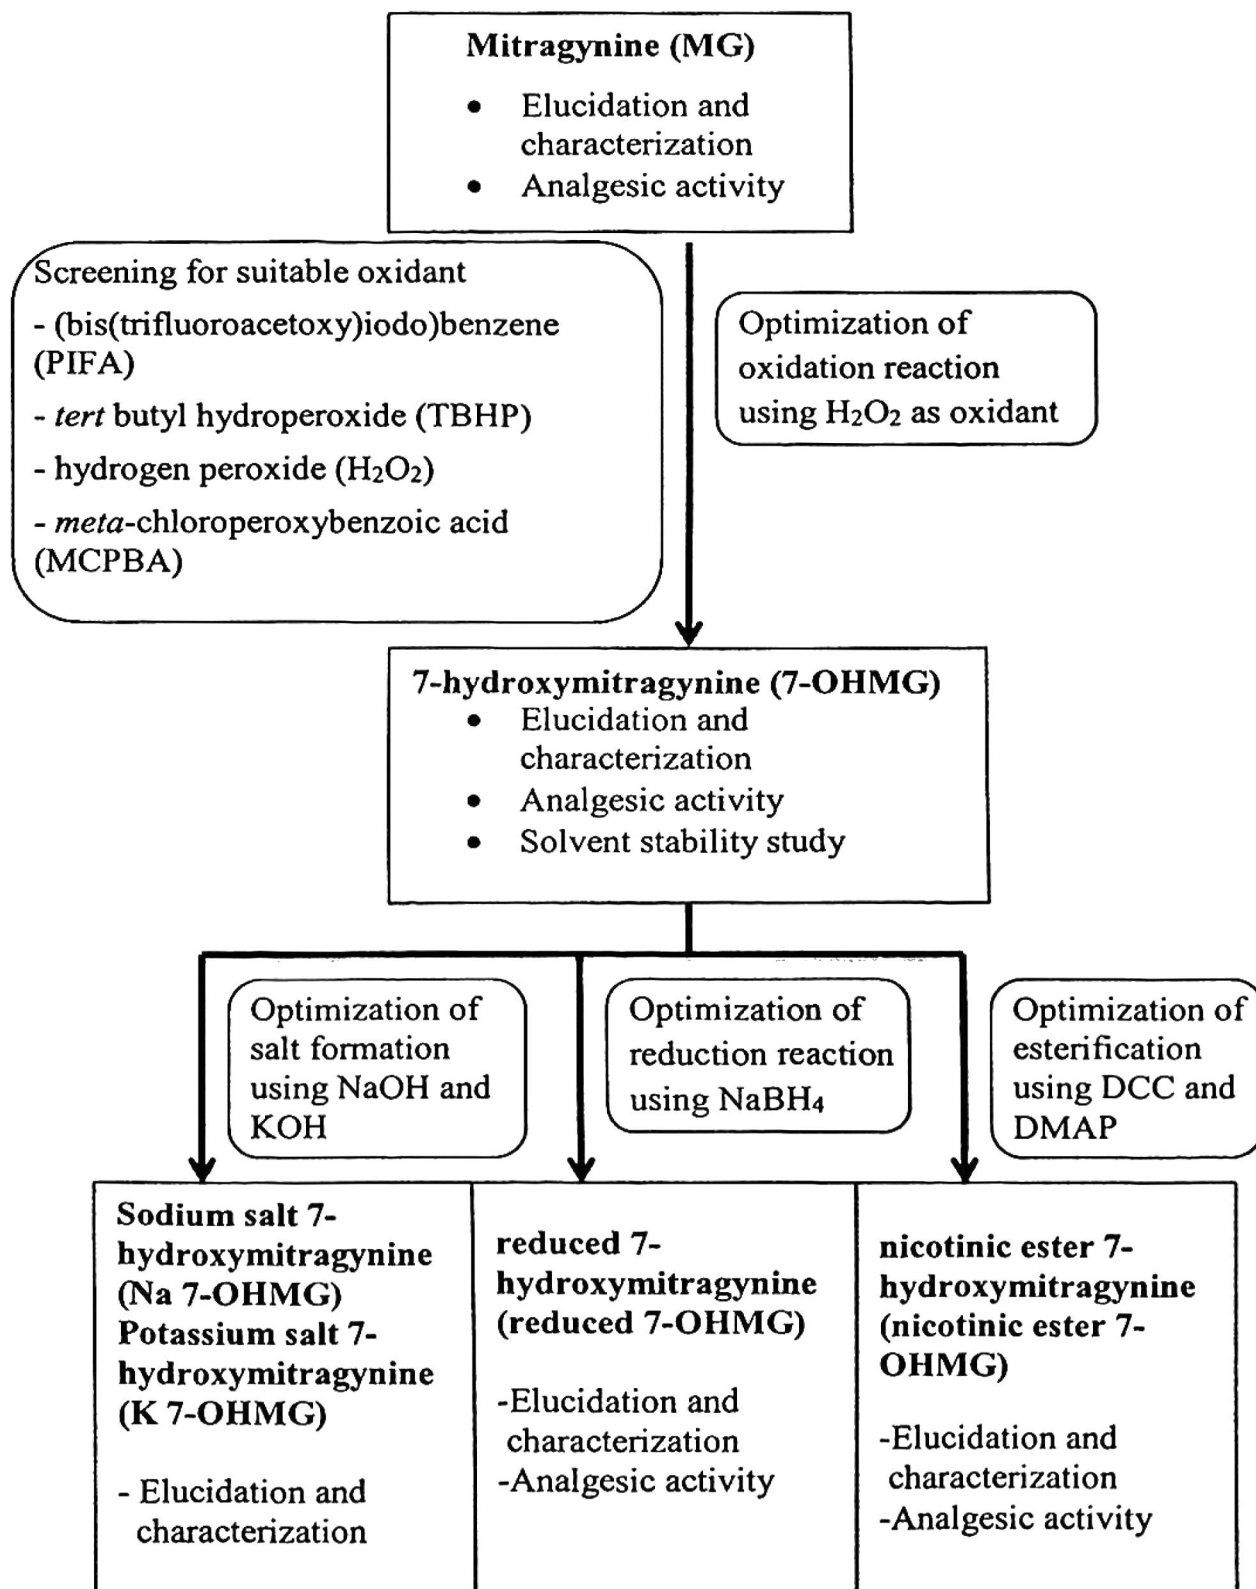 Mitragynine (MG)
• Elucidation and
characterization
• Analgesic activity
Screening for suitable oxidant
- (bis(trifluoroacetoxy)iodo)benzene
(PIFA)
- tert butyl hydroperoxide (TBHP)
- hydrogen peroxide (H₂O₂)
- meta-chloroperoxybenzoic acid
(MCPBA)
Optimization of
oxidation reaction
using H₂O₂ as oxidant
7-hydroxymitragynine (7-OHMG)
• Elucidation and
characterization
• Analgesic activity
• Solvent stability study
Optimization of
salt formation
using NaOH and
KOH
Optimization of
reduction reaction
using NaBH₄
Optimization of
esterification
using DCC and
DMAP
Sodium salt 7-
hydroxymitragynine
(Na 7-OHMG)
Potassium salt 7-
hydroxymitragynine
(K 7-OHMG)
- Elucidation and
characterization
reduced 7-
hydroxymitragynine
(reduced 7-OHMG)
-Elucidation and
characterization
-Analgesic activity
nicotinic ester 7-
hydroxymitragynine
(nicotinic ester 7-
OHMG)
-Elucidation and
characterization
-Analgesic activity